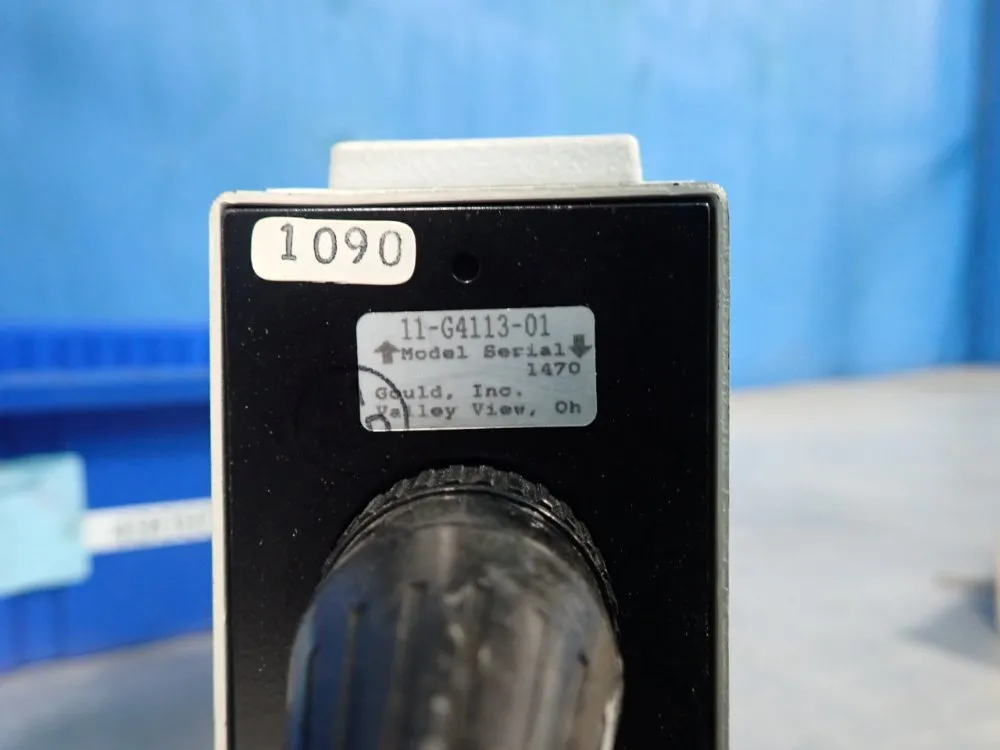 1090
11-G4113-01
↑Model Serial↓
1470
Gould, Inc.
Valley View, Oh